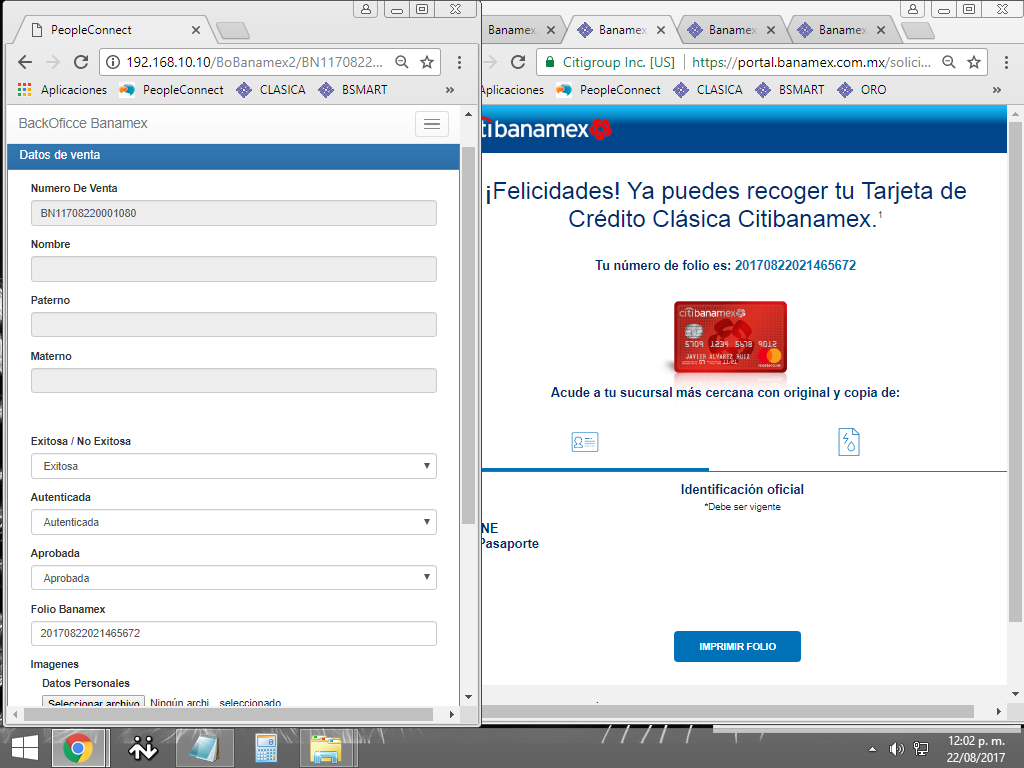 PeopleConnect
192.168.10.10/BoBanamex2/BN1170822...
Aplicaciones PeopleConnect CLASICA BSMART »
BackOficce Banamex
Datos de venta
Numero De Venta
BN11708220001080
Nombre
Paterno
Materno
Exitosa / No Exitosa
Exitosa
Autenticada
Autenticada
Aprobada
Aprobada
Folio Banamex
20170822021465672
Imagenes
Datos Personales
Seleccionar archivo Ningún archi... seleccionado
Banamex Banamex Banamex Banamex
Citigroup Inc. [US] https://portal.banamex.com.mx/solici...
Aplicaciones PeopleConnect CLASICA BSMART ORO »
citibanamex
¡Felicidades! Ya puedes recoger tu Tarjeta de
Crédito Clásica Citibanamex.1
Tu número de folio es: 20170822021465672
citibanamex
5709 1234 5678 9012
JAVIER ALVAREZ RUIZ
Acude a tu sucursal más cercana con original y copia de:
Identificación oficial
*Debe ser vigente
NE
Pasaporte
IMPRIMIR FOLIO
12:02 p. m.
22/08/2017